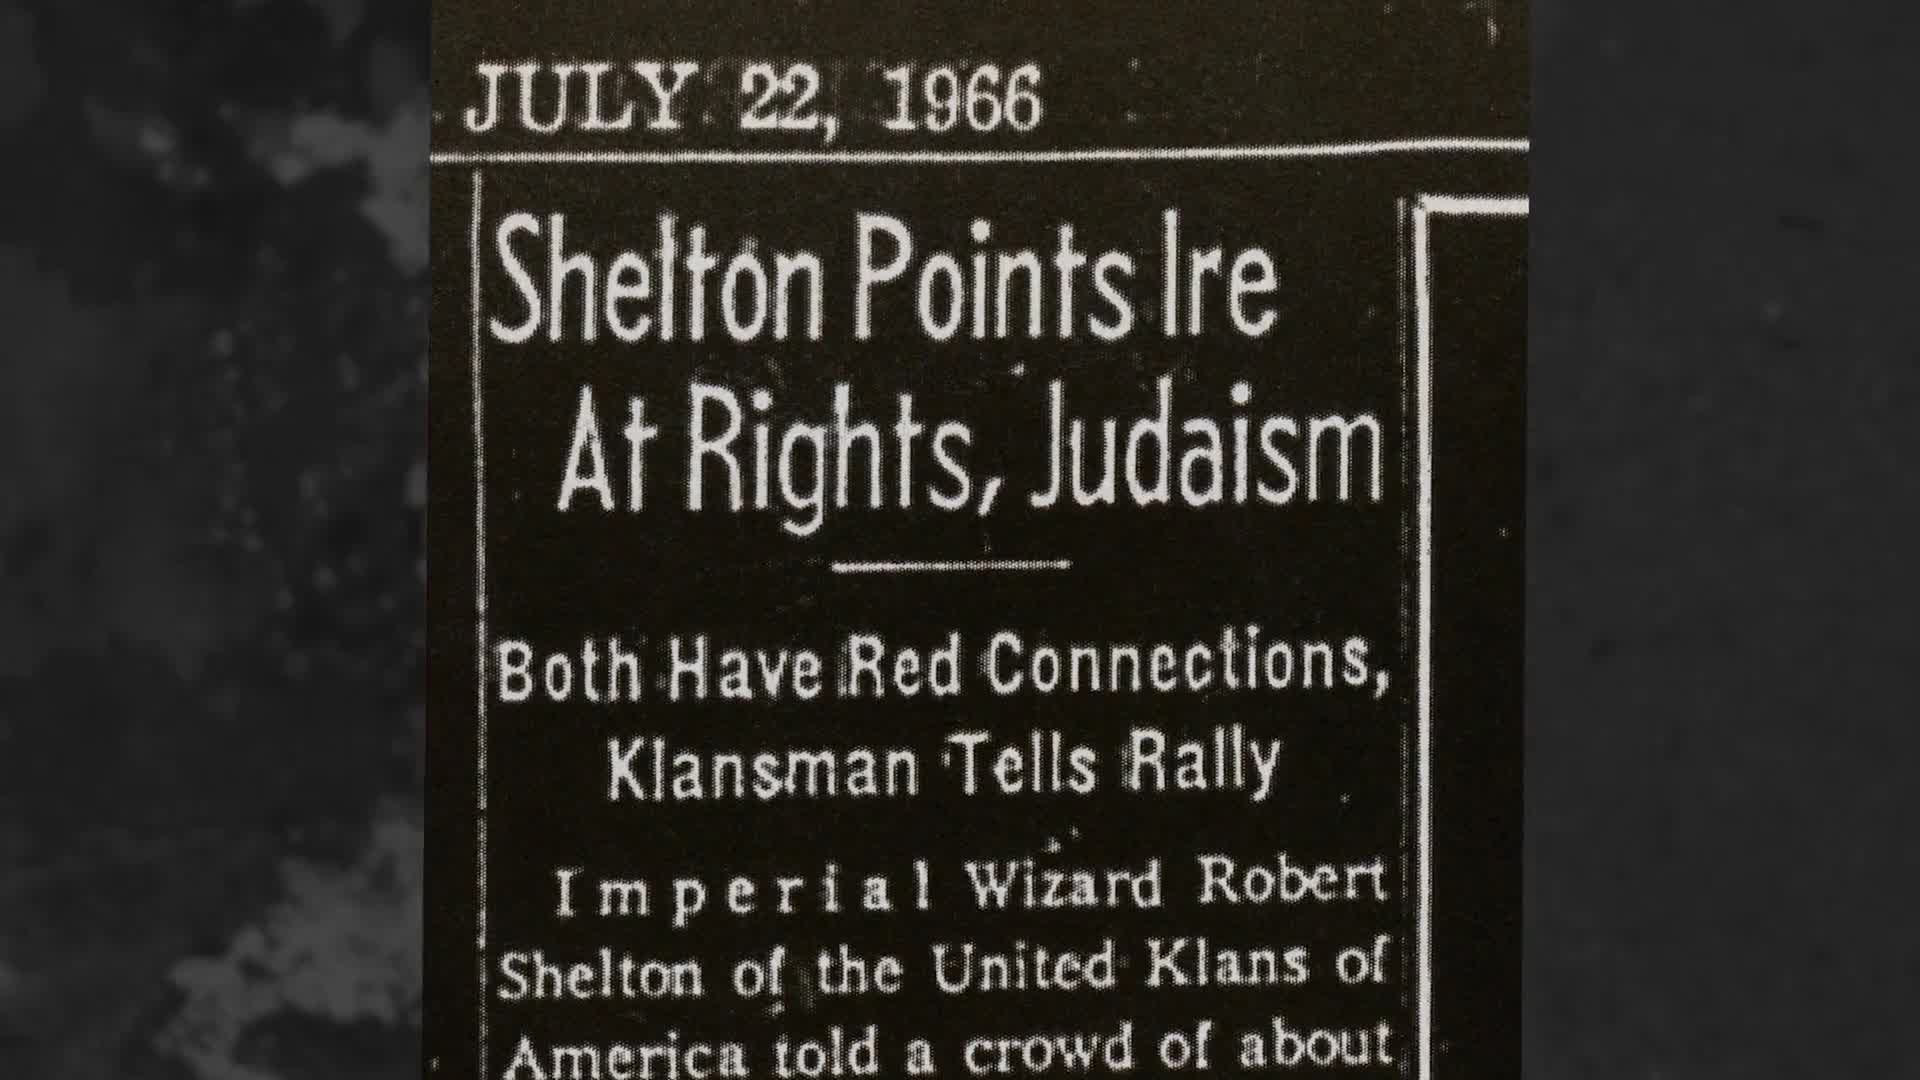 JULY 22, 1966
Shelton Points Ire
At Rights, Judaism
Both Have Red Connections,
Klansman Tells Rally
Imperial Wizard Robert
Shelton of the United Klans of
America told a crowd of about